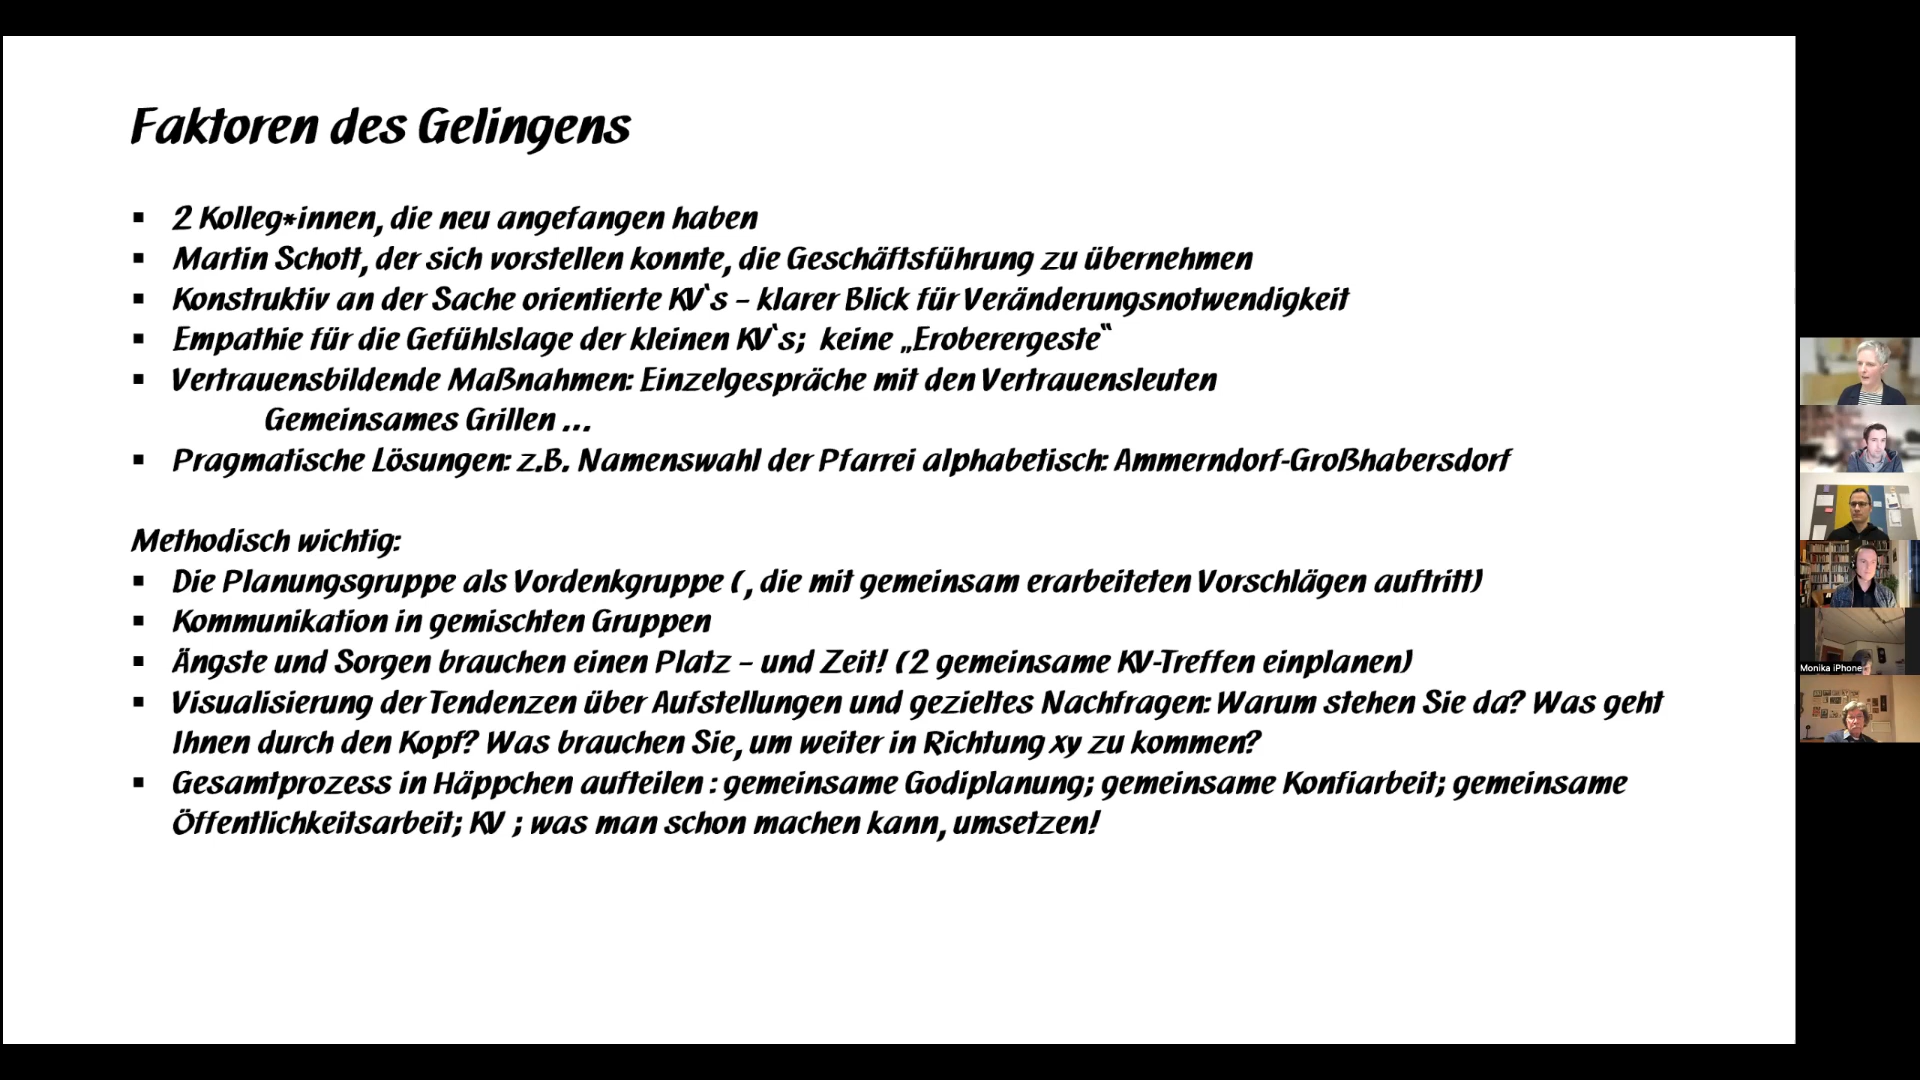 Faktoren des Gelingens
▪ 2 Kolleg*innen, die neu angefangen haben
▪ Martin Schott, der sich vorstellen konnte, die Geschäftsführung zu übernehmen
▪ Konstruktiv an der Sache orientierte KV`s – klarer Blick für Veränderungsnotwendigkeit
▪ Empathie für die Gefühlslage der kleinen KV`s; keine „Eroberergeste“
▪ Vertrauensbildende Maßnahmen: Einzelgespräche mit den Vertrauensleuten
Gemeinsames Grillen …
▪ Pragmatische Lösungen: z.B. Namenswahl der Pfarrei alphabetisch: Ammerndorf-Großhabersdorf
Methodisch wichtig:
▪ Die Planungsgruppe als Vordenkgruppe (, die mit gemeinsam erarbeiteten Vorschlägen auftritt)
▪ Kommunikation in gemischten Gruppen
▪ Ängste und Sorgen brauchen einen Platz – und Zeit! (2 gemeinsame KV-Treffen einplanen)
▪ Visualisierung der Tendenzen über Aufstellungen und gezieltes Nachfragen: Warum stehen Sie da? Was geht
Ihnen durch den Kopf? Was brauchen Sie, um weiter in Richtung xy zu kommen?
▪ Gesamtprozess in Häppchen aufteilen : gemeinsame Godiplanung; gemeinsame Konfiarbeit; gemeinsame
Öffentlichkeitsarbeit; KV ; was man schon machen kann, umsetzen!
Monika iPhone